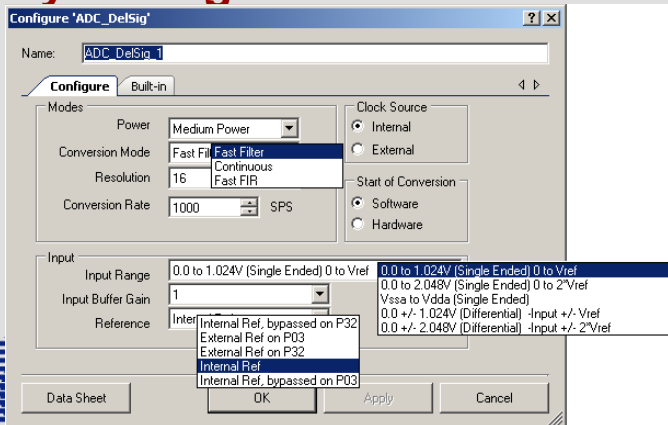 Configure 'ADC_DelSig'
Name: ADC_DelSig_1
Configure Built-in
Modes
Power Medium Power
Conversion Mode Fast Fil
Fast Filter
Continuous
Fast FIR
Resolution 16
Conversion Rate 1000 SPS
Clock Source
Internal
External
Start of Conversion
Software
Hardware
Input
Input Range 0.0 to 1.024V (Single Ended) 0 to Vref
0.0 to 1.024V (Single Ended) 0 to Vref
0.0 to 2.048V (Single Ended) 0 to 2*Vref
Vssa to Vdda (Single Ended)
0.0 +/- 1.024V (Differential) -Input +/- Vref
0.0 +/- 2.048V (Differential) -Input +/- 2*Vref
Input Buffer Gain 1
Reference
Internal Ref, bypassed on P32
External Ref on P03
External Ref on P32
Internal Ref
Internal Ref, bypassed on P03
Data Sheet OK Apply Cancel